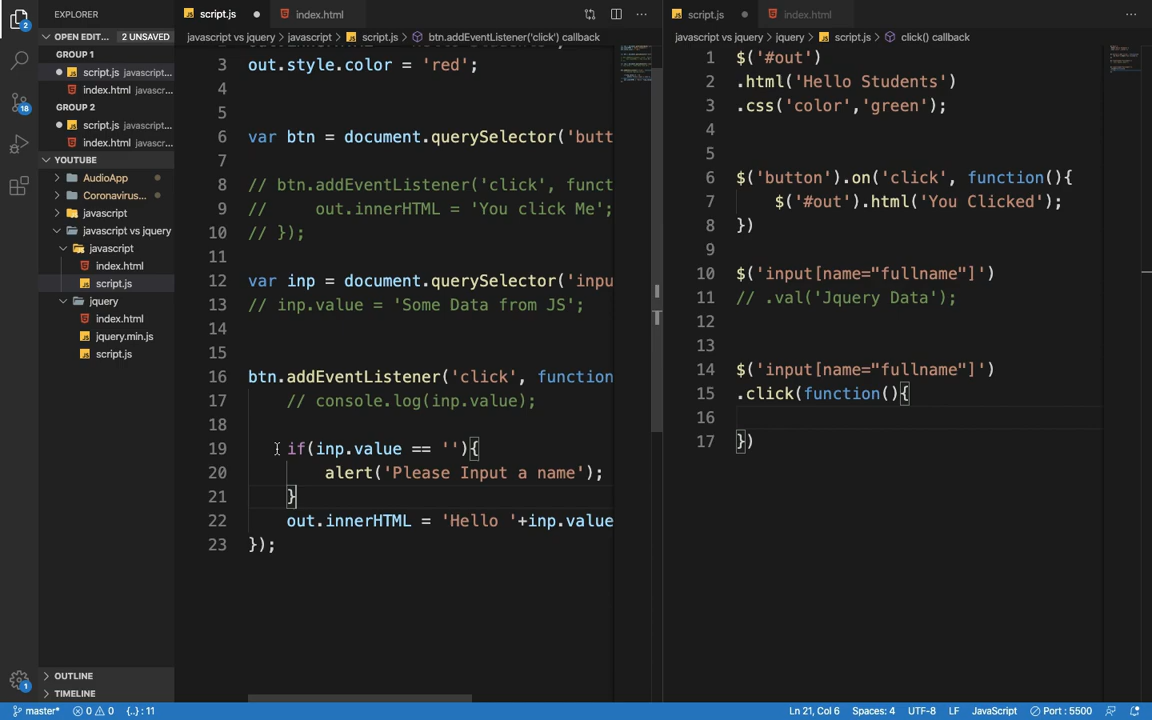 EXPLORER
OPEN EDIT... 2 UNSAVED
GROUP 1
script.js javascript...
index.html javascr...
GROUP 2
script.js javascript...
index.html javascr...
YOUTUBE
AudioApp
Coronavirus...
javascript
javascript vs jquery
javascript
index.html
script.js
jquery
index.html
jquery.min.js
script.js
OUTLINE
TIMELINE
2
18
1
script.js
index.html
javascript vs jquery > javascript > script.js > btn.addEventListener('click') callback
3 out.style.color = 'red';
4
5
6 var btn = document.querySelector('butt
7
8 // btn.addEventListener('click', funct
9 // out.innerHTML = 'You click Me';
10 // });
11
12 var inp = document.querySelector('inpu
13 // inp.value = 'Some Data from JS';
14
15
16 btn.addEventListener('click', function
17 // console.log(inp.value);
18
19 if(inp.value == ''){
20 alert('Please Input a name');
21 }
22 out.innerHTML = 'Hello '+inp.value
23 });
script.js
index.html
javascript vs jquery > jquery > script.js > click() callback
1 $('#out')
2 .html('Hello Students')
3 .css('color','green');
4
5
6 $('button').on('click', function(){
7 $('#out').html('You Clicked');
8 })
9
10 $('input[name="fullname"]')
11 // .val('Jquery Data');
12
13
14 $('input[name="fullname"]')
15 .click(function(){
16
17 })
master* 0 0 {..} : 11
Ln 21, Col 6 Spaces: 4 UTF-8 LF JavaScript Port : 5500